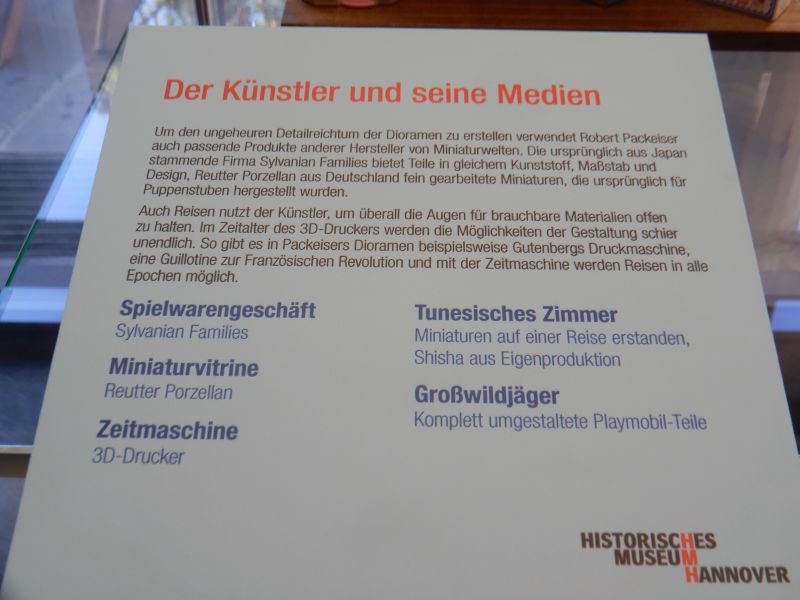 Der Künstler und seine Medien
Um den ungeheuren Detailreichtum der Dioramen zu erstellen verwendet Robert Packeiser
auch passende Produkte anderer Hersteller von Miniaturwelten. Die ursprünglich aus Japan
stammende Firma Sylvanian Families bietet Teile in gleichem Kunststoff, Maßstab und
Design, Reutter Porzellan aus Deutschland fein gearbeitete Miniaturen, die ursprünglich für
Puppenstuben hergestellt wurden.
Auch Reisen nutzt der Künstler, um überall die Augen für brauchbare Materialien offen
zu halten. Im Zeitalter des 3D-Druckers werden die Möglichkeiten der Gestaltung schier
unendlich. So gibt es in Packeisers Dioramen beispielsweise Gutenbergs Druckmaschine,
eine Guillotine zur Französischen Revolution und mit der Zeitmaschine werden Reisen in alle
Epochen möglich.
Spielwarengeschäft
Sylvanian Families
Miniaturvitrine
Reutter Porzellan
Zeitmaschine
3D-Drucker
Tunesisches Zimmer
Miniaturen auf einer Reise erstanden,
Shisha aus Eigenproduktion
Großwildjäger
Komplett umgestaltete Playmobil-Teile
HISTORISCHES
MUSEUM
HANNOVER